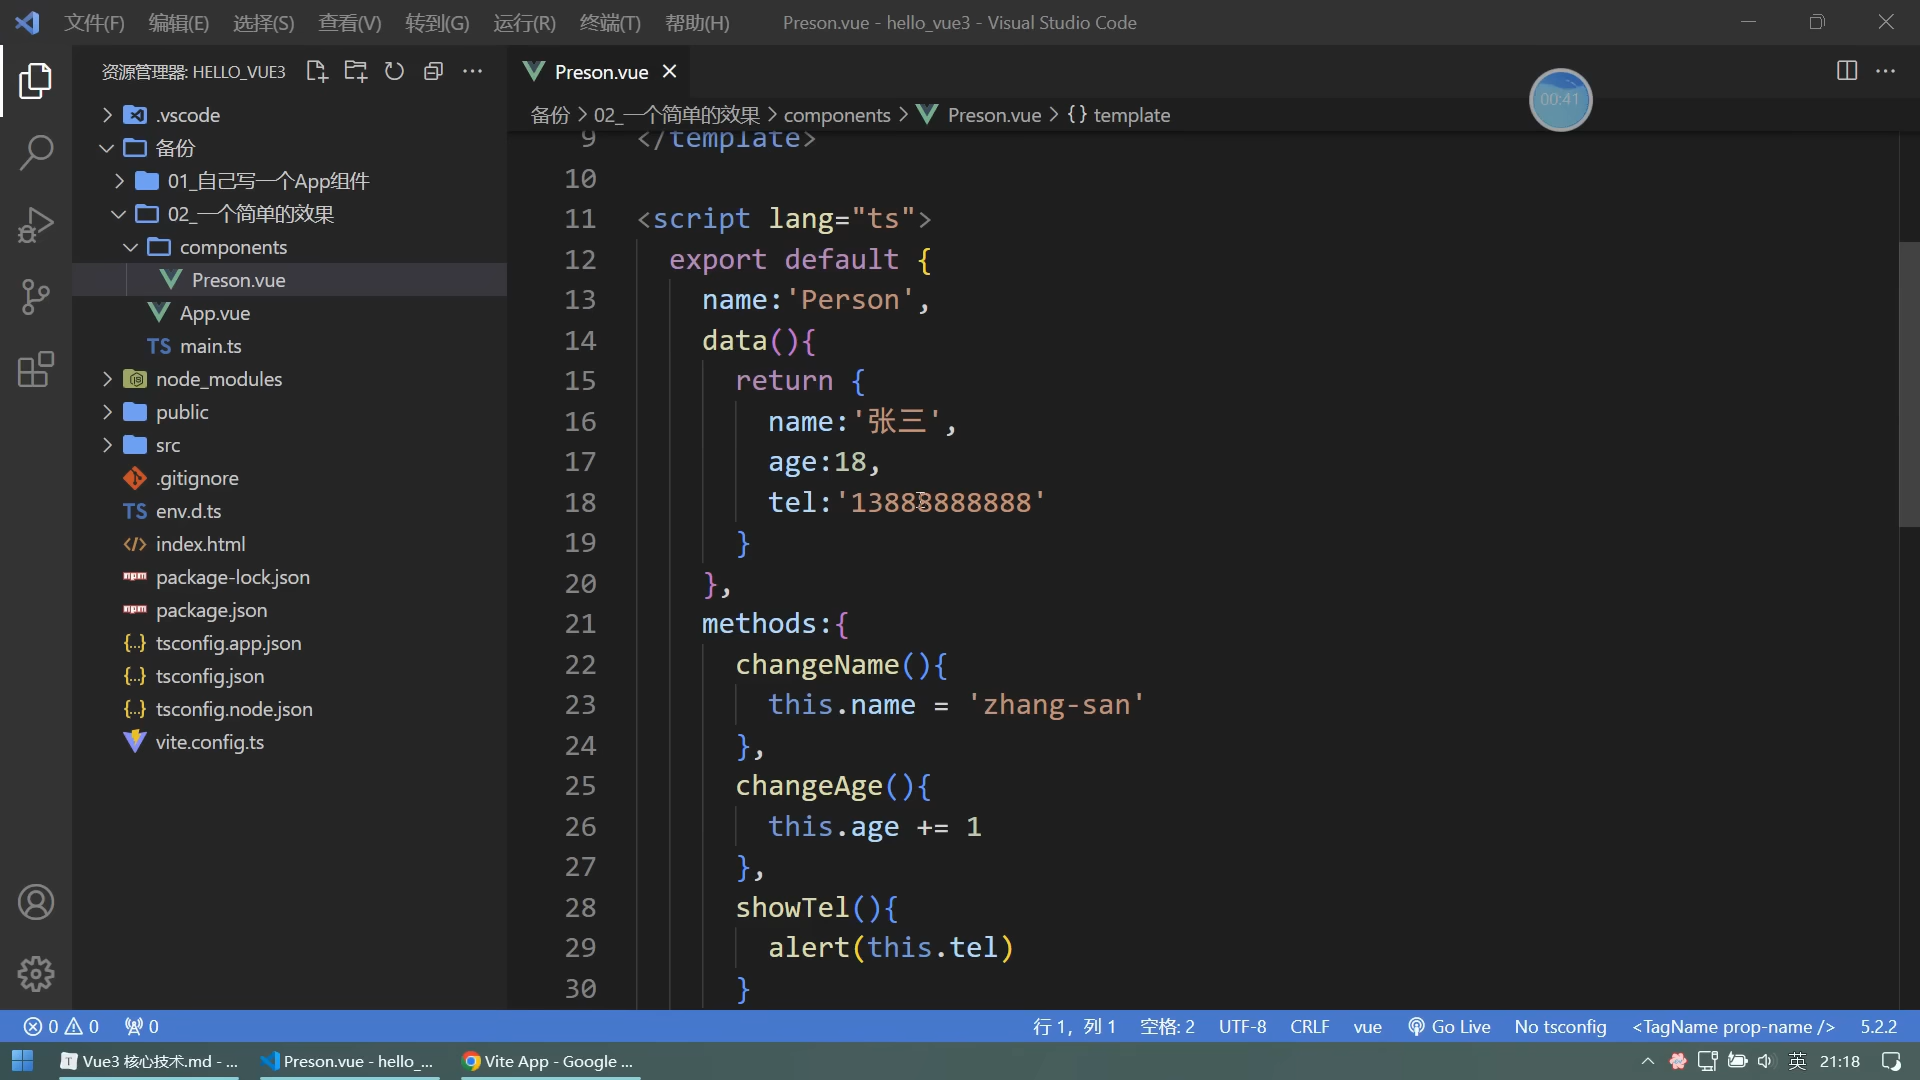 文件(F) 编辑(E) 选择(S) 查看(V) 转到(G) 运行(R) 终端(T) 帮助(H) Preson.vue - hello_vue3 - Visual Studio Code
资源管理器: HELLO_VUE3
.vscode
备份
01_自己写一个App组件
02_一个简单的效果
components
Preson.vue
App.vue
TS main.ts
node_modules
public
src
.gitignore
TS env.d.ts
index.html
package-lock.json
package.json
{..} tsconfig.app.json
{..} tsconfig.json
{..} tsconfig.node.json
vite.config.ts
Preson.vue
00:41
备份 > 02_一个简单的效果 > components > Preson.vue > {} template
9 </template>
10
11 <script lang="ts">
12 export default {
13 name:'Person',
14 data(){
15 return {
16 name:'张三',
17 age:18,
18 tel:'13888888888'
19 }
20 },
21 methods:{
22 changeName(){
23 this.name = 'zhang-san'
24 },
25 changeAge(){
26 this.age += 1
27 },
28 showTel(){
29 alert(this.tel)
30 }
0 0 0 行 1，列 1 空格: 2 UTF-8 CRLF vue Go Live No tsconfig <TagName prop-name /> 5.2.2
Vue3 核心技术.md - ... Preson.vue - hello_... Vite App - Google ... 英 21:18